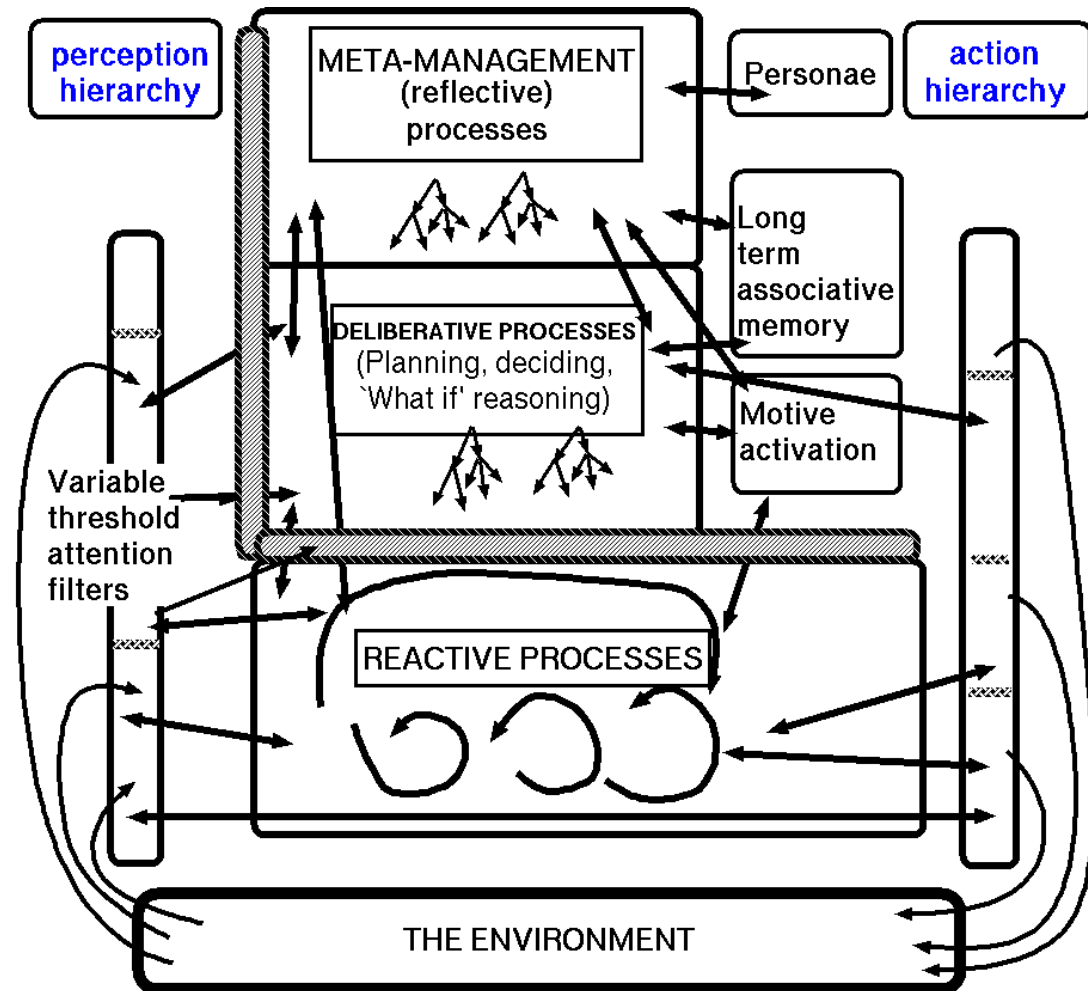 perception
hierarchy
META-MANAGEMENT
(reflective)
processes
Personae
action
hierarchy
Long
term
associative
memory
DELIBERATIVE PROCESSES
(Planning, deciding,
`What if' reasoning)
Motive
activation
Variable
threshold
attention
filters
REACTIVE PROCESSES
THE ENVIRONMENT